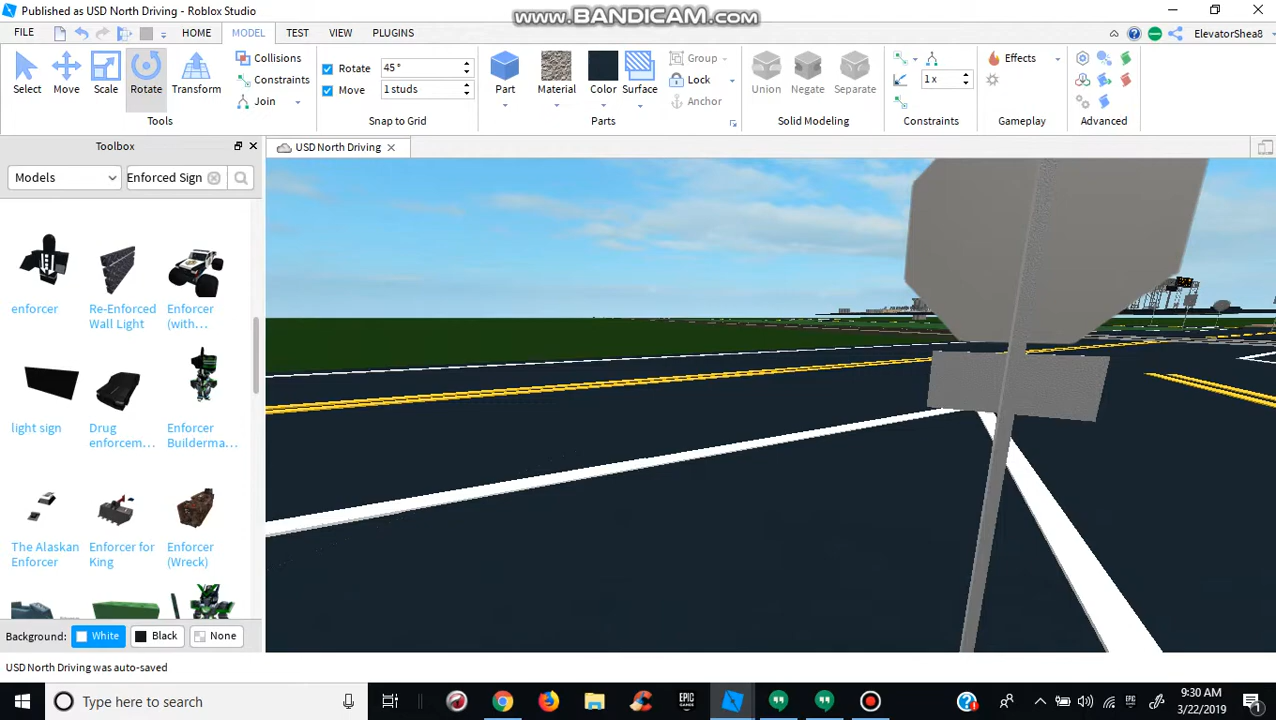 Published as USD North Driving - Roblox Studio
www.BANDICAM.com
FILE HOME MODEL TEST VIEW PLUGINS ElevatorShea8
Select Move Scale Rotate Transform
Collisions
Constraints
Join
Tools
Rotate 45°
Move 1 studs
Snap to Grid
Part Material Color Surface
Group
Lock
Anchor
Parts
Union Negate Separate
Solid Modeling
1 x
Constraints
Effects
Gameplay
Advanced
Toolbox
USD North Driving
Models Enforced Sign
enforcer
Re-Enforced Wall Light
Enforcer (with...
light sign
Drug enforcem...
Enforcer Builderma...
The Alaskan Enforcer
Enforcer for King
Enforcer (Wreck)
Background: White Black None
USD North Driving was auto-saved
Type here to search
EPIC GAMES
9:30 AM
3/22/2019